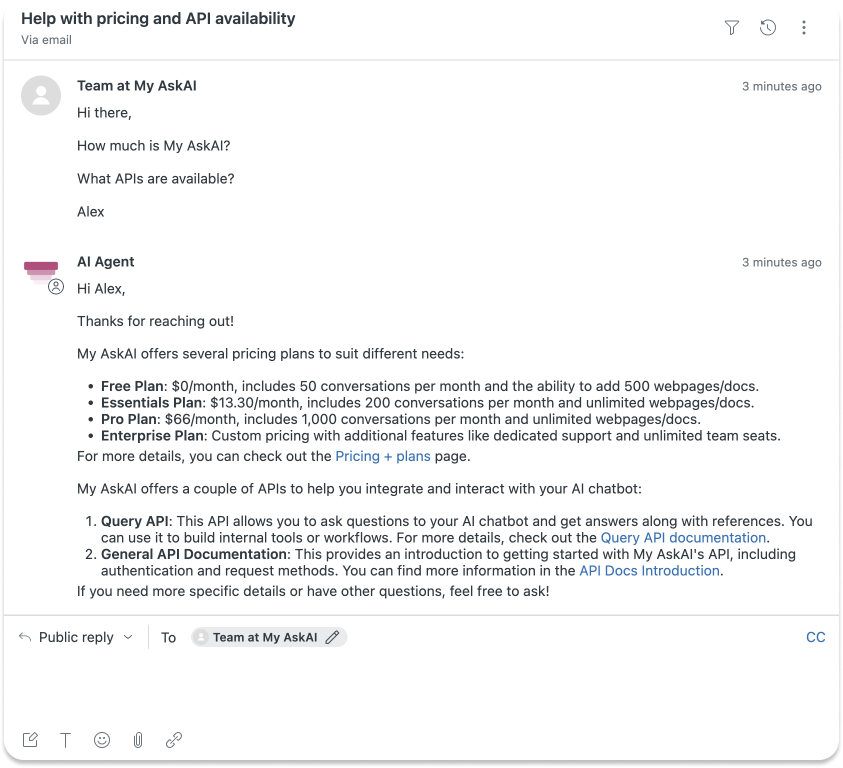 Help with pricing and API availability
Via email
Team at My AskAI
3 minutes ago
Hi there,
How much is My AskAI?
What APIs are available?
Alex
AI Agent
3 minutes ago
Hi Alex,
Thanks for reaching out!
My AskAI offers several pricing plans to suit different needs:
• Free Plan: $0/month, includes 50 conversations per month and the ability to add 500 webpages/docs.
• Essentials Plan: $13.30/month, includes 200 conversations per month and unlimited webpages/docs.
• Pro Plan: $66/month, includes 1,000 conversations per month and unlimited webpages/docs.
• Enterprise Plan: Custom pricing with additional features like dedicated support and unlimited team seats.
For more details, you can check out the Pricing + plans page.
My AskAI offers a couple of APIs to help you integrate and interact with your AI chatbot:
1. Query API: This API allows you to ask questions to your AI chatbot and get answers along with references. You
can use it to build internal tools or workflows. For more details, check out the Query API documentation.
2. General API Documentation: This provides an introduction to getting started with My AskAI's API, including
authentication and request methods. You can find more information in the API Docs Introduction.
If you need more specific details or have other questions, feel free to ask!
Public reply
To
Team at My AskAI
CC